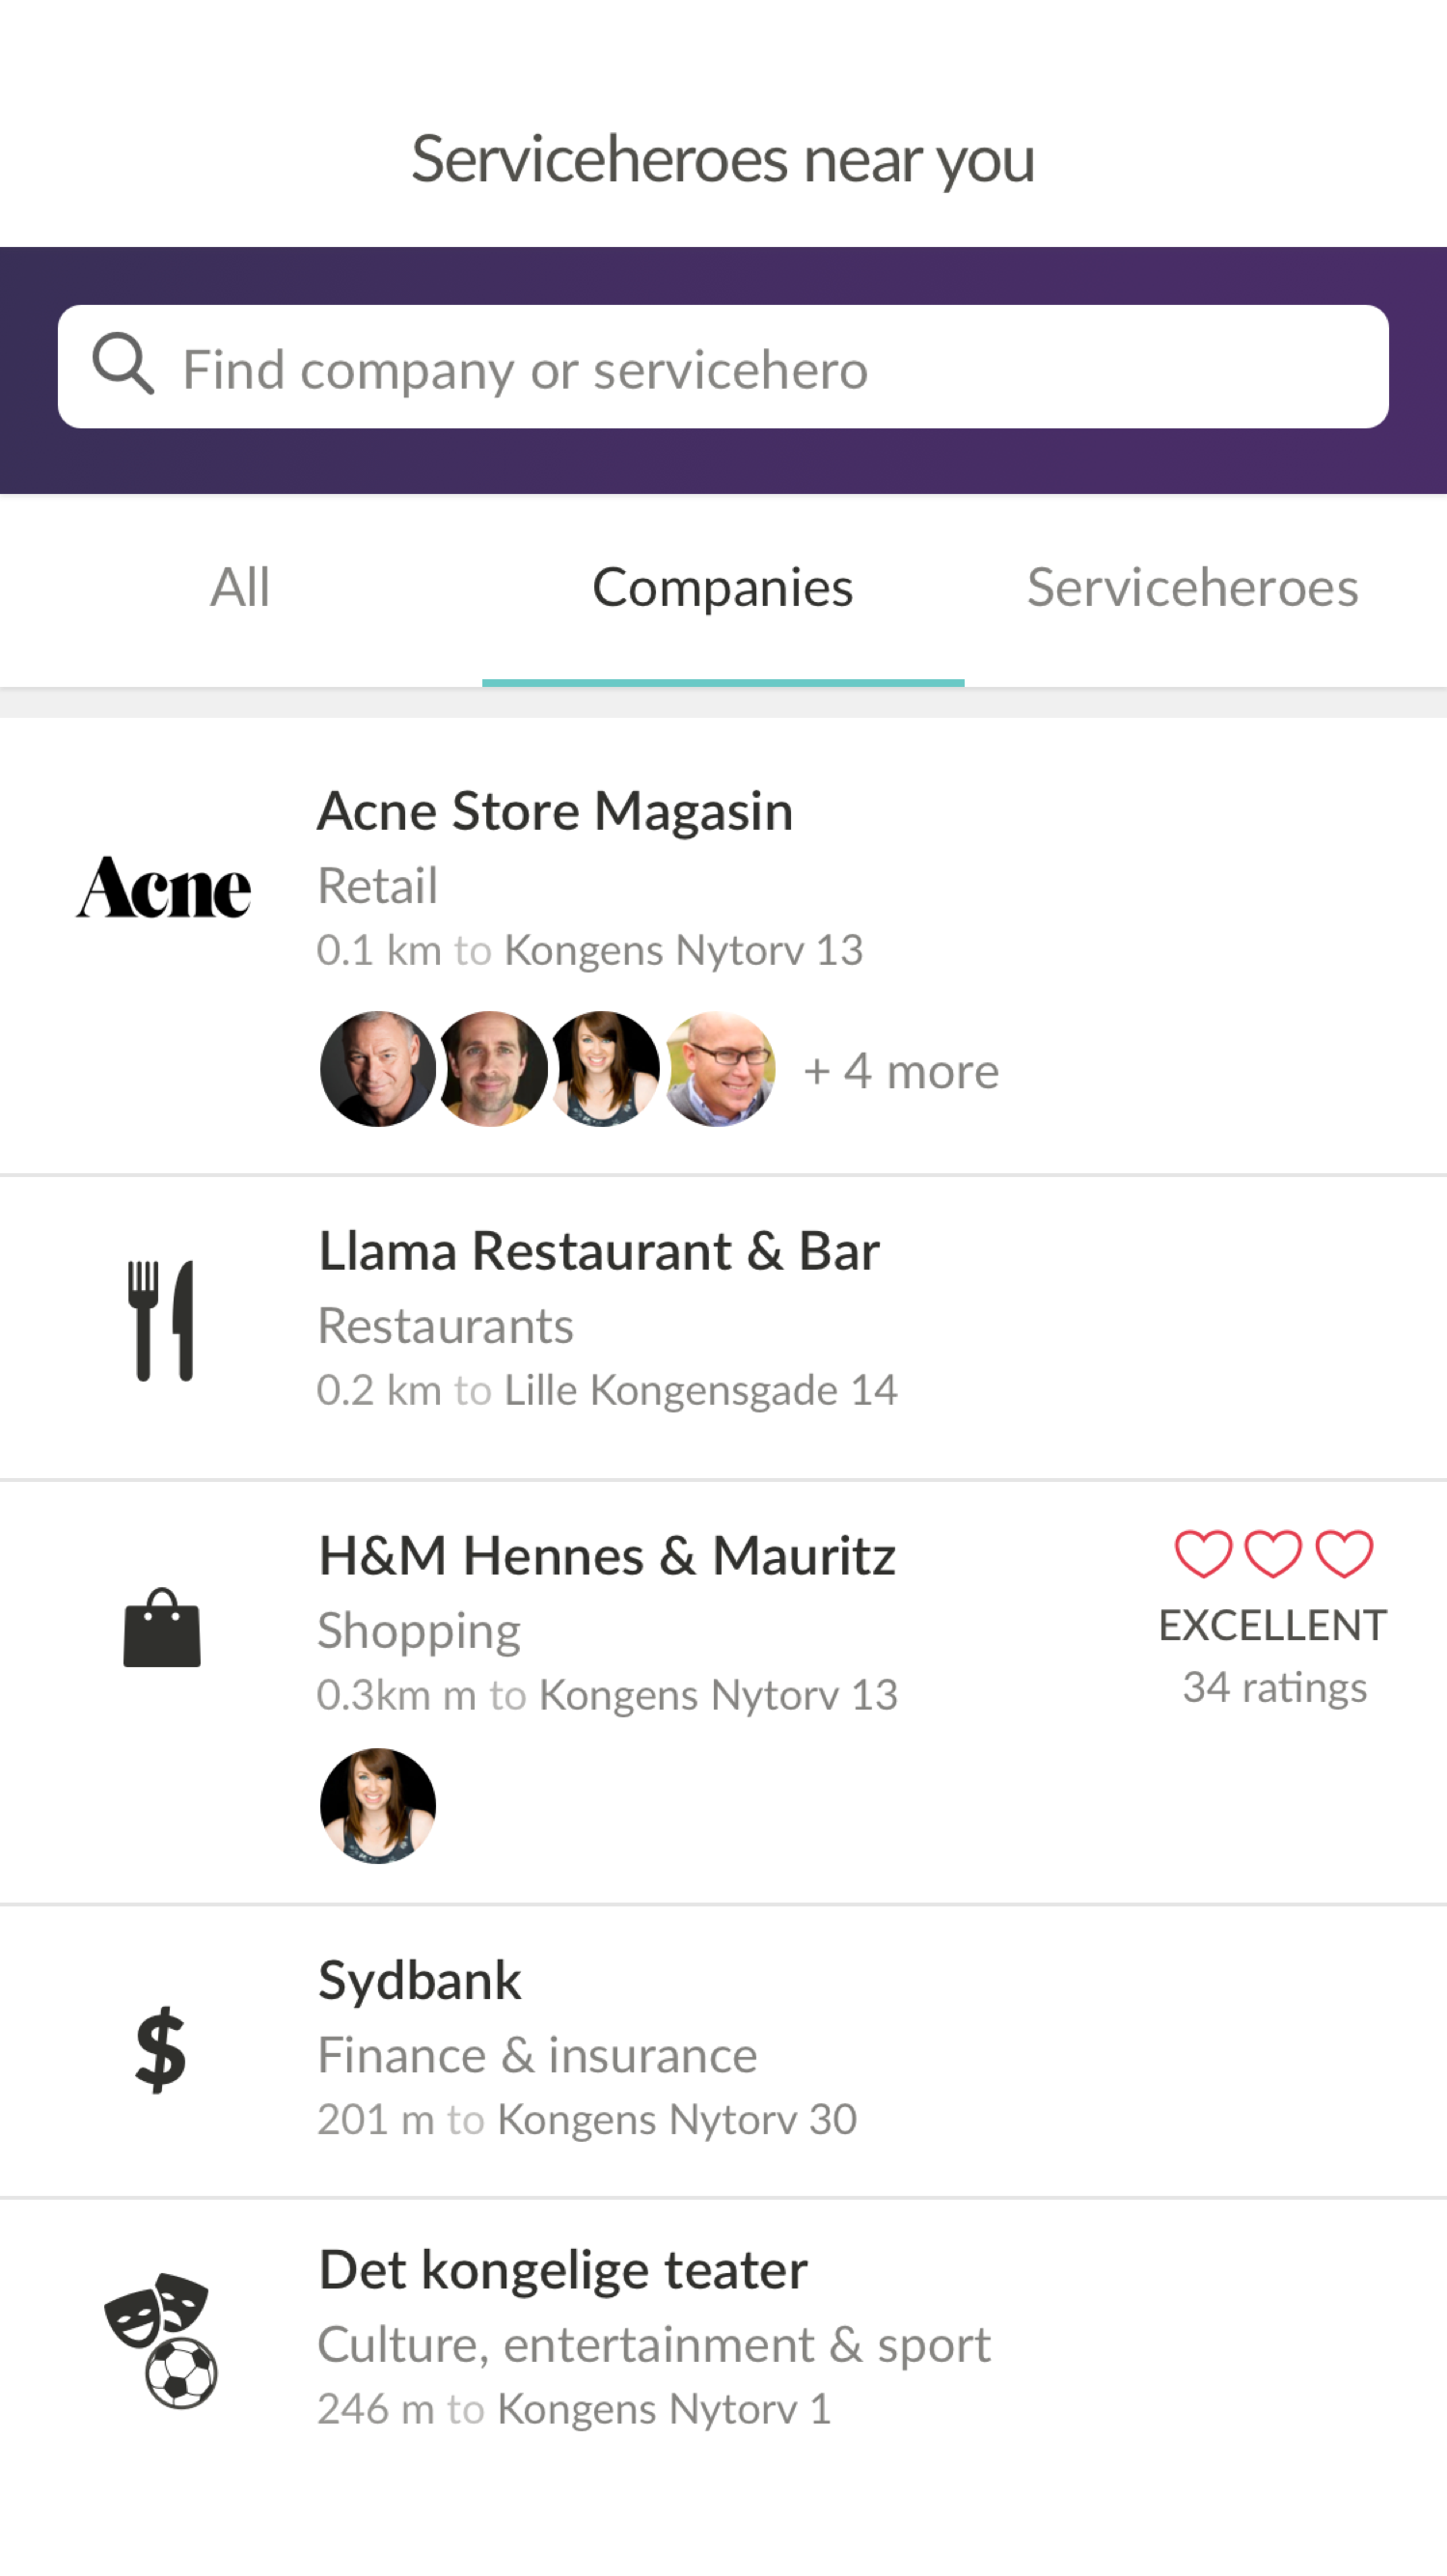 Serviceheroes near you
Find company or servicehero
All
Companies
Serviceheroes
Acne
Acne Store Magasin
Retail
0.1 km to Kongens Nytorv 13
+ 4 more
Llama Restaurant & Bar
Restaurants
0.2 km to Lille Kongensgade 14
H&M Hennes & Mauritz
Shopping
0.3km m to Kongens Nytorv 13
EXCELLENT
34 ratings
Sydbank
$
Finance & insurance
201 m to Kongens Nytorv 30
Det kongelige teater
Culture, entertainment & sport
246 m to Kongens Nytorv 1